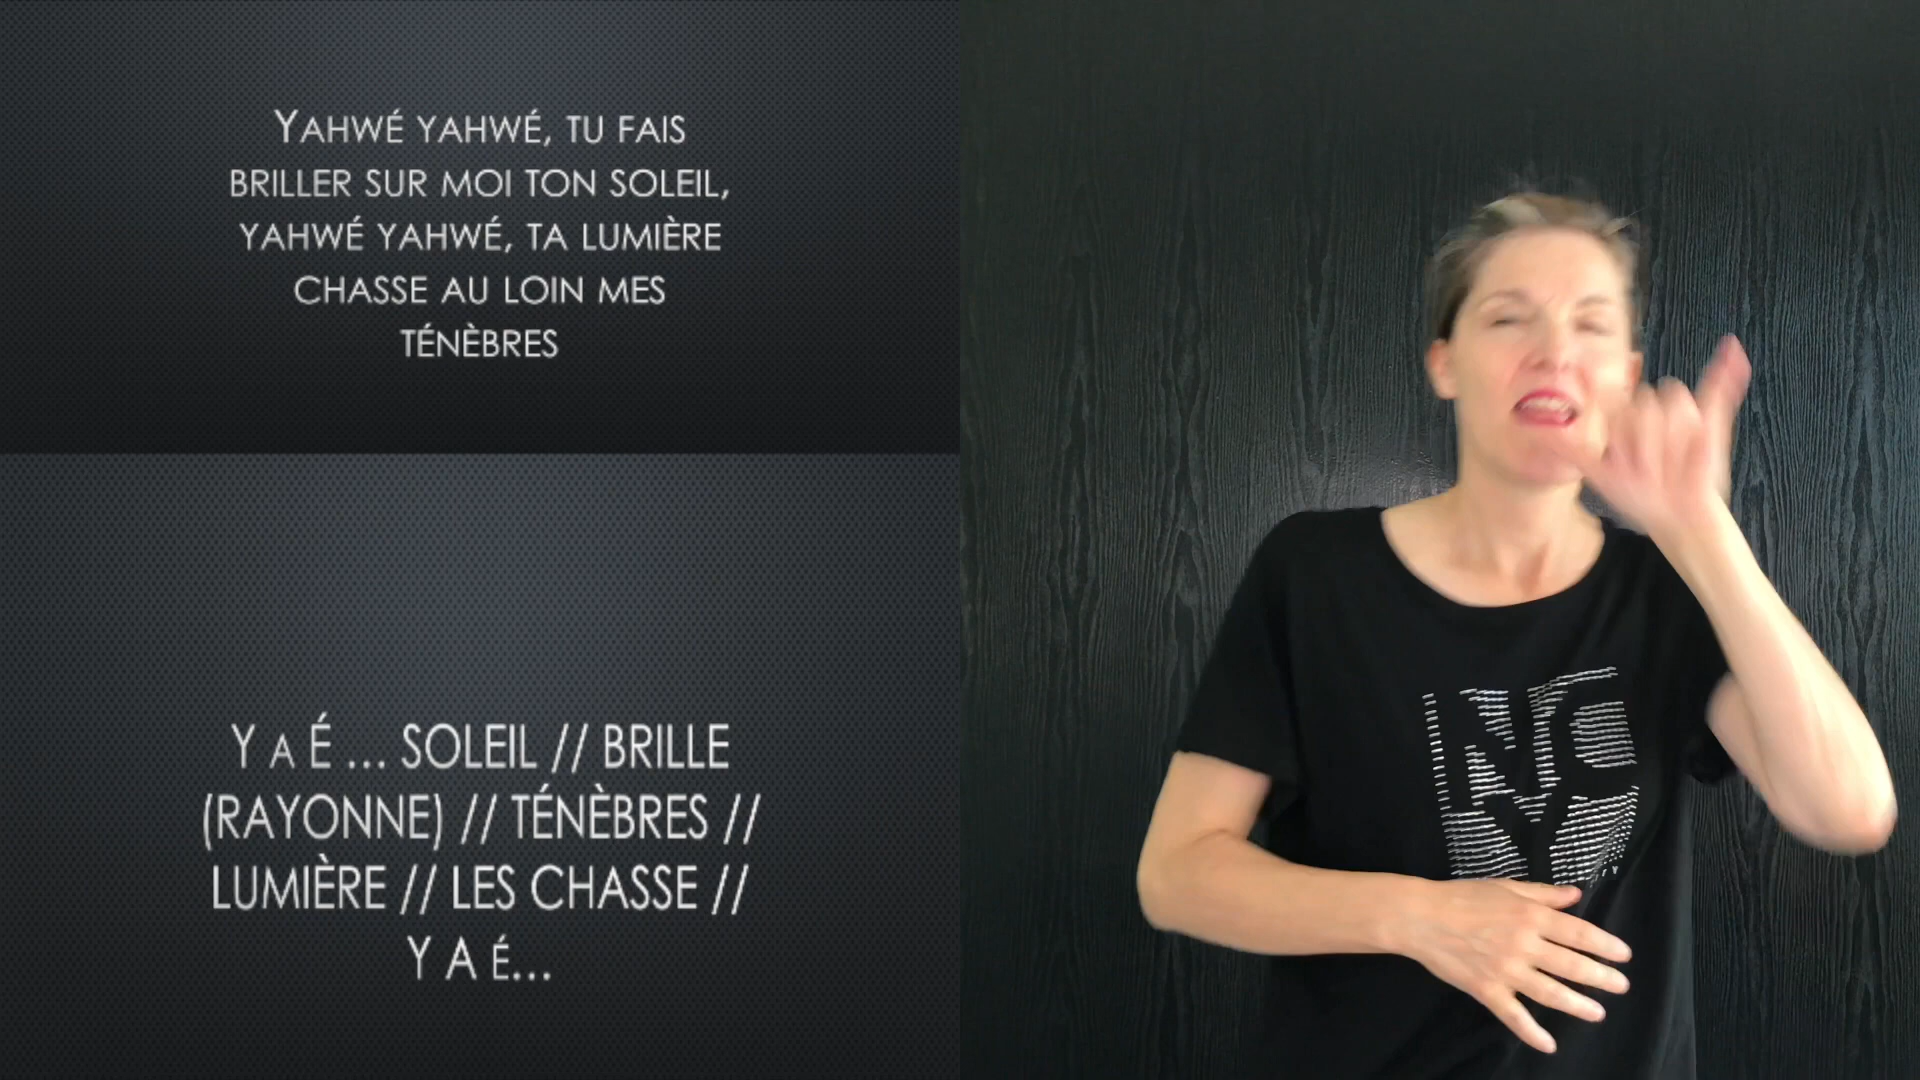 YAHWÉ YAHWÉ, TU FAIS
BRILLER SUR MOI TON SOLEIL,
YAHWÉ YAHWÉ, TA LUMIÈRE
CHASSE AU LOIN MES
TÉNÈBRES
Y A É ... SOLEIL // BRILLE
(RAYONNE) // TÉNÈBRES //
LUMIÈRE // LES CHASSE //
Y A É...